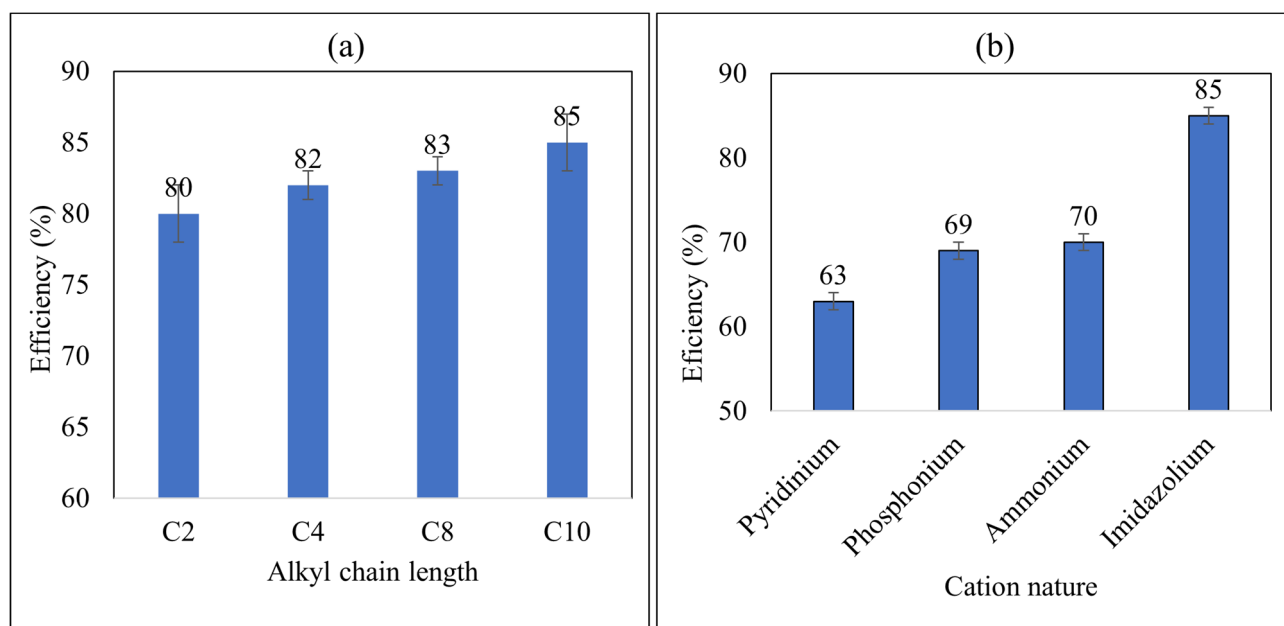 (a)
90
85
80
75
70
65
60
Efficiency (%)
80
82
83
85
C2 C4 C8 C10
Alkyl chain length
(b)
90
80
70
60
50
Eficiency (%)
63
69
70
85
Pyridinium
Phosphonium
Ammonium
Imidazolium
Cation nature